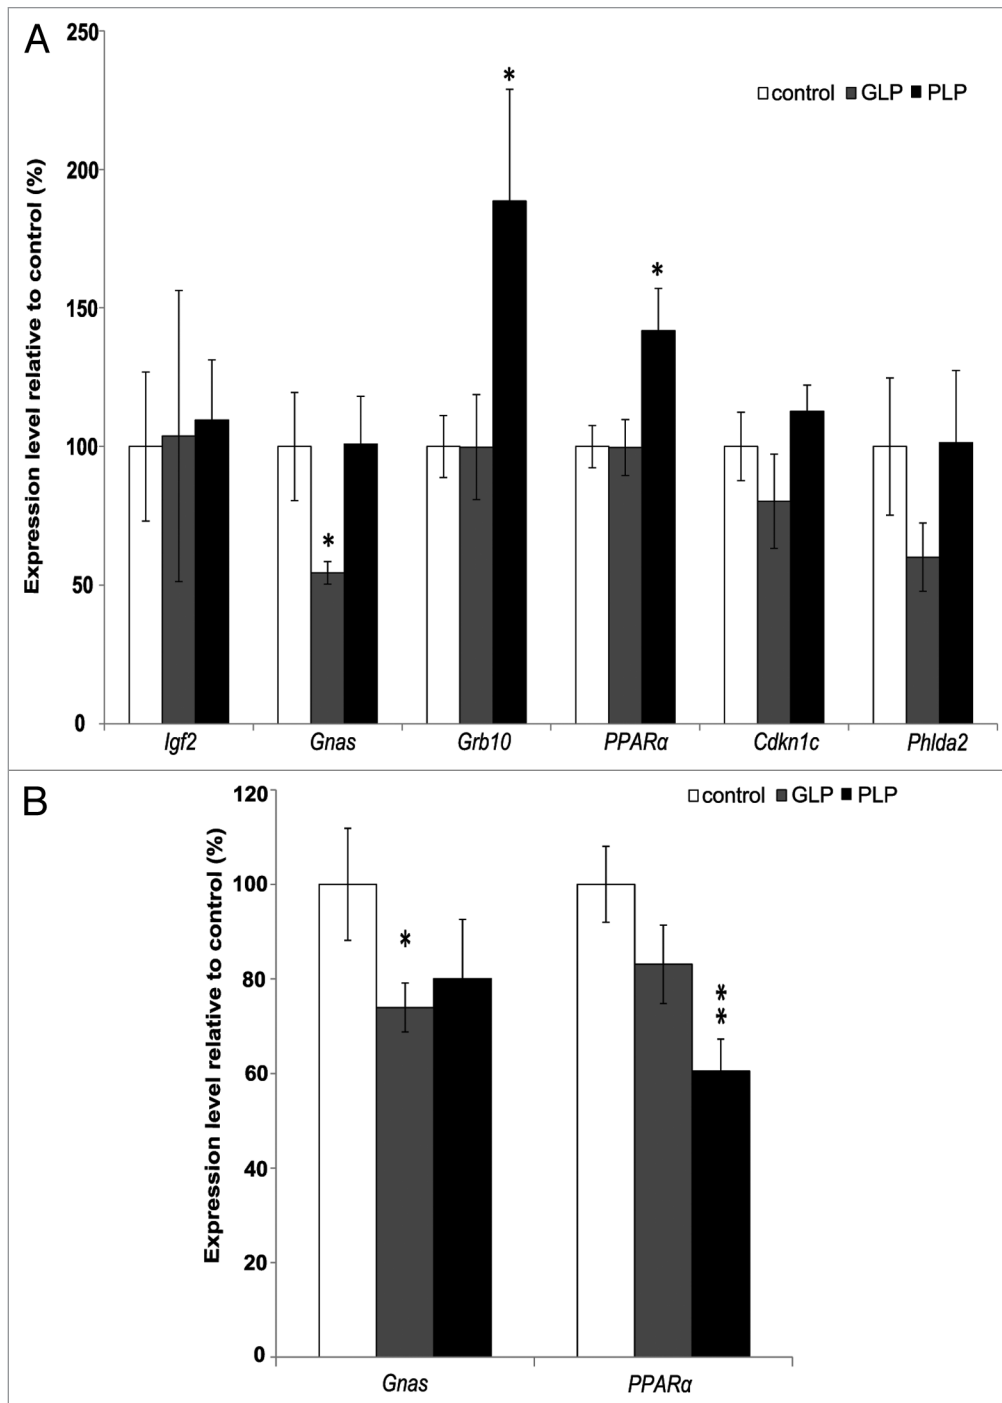 A
Expression level relative to control (%)
250
200
150
100
50
0
control GLP PLP
*
*
*
Igf2 Gnas Grb10 PPARα Cdkn1c Phlda2
B
Expression level relative to control (%)
120
100
80
60
40
20
0
control GLP PLP
*
*
*
Gnas PPARα